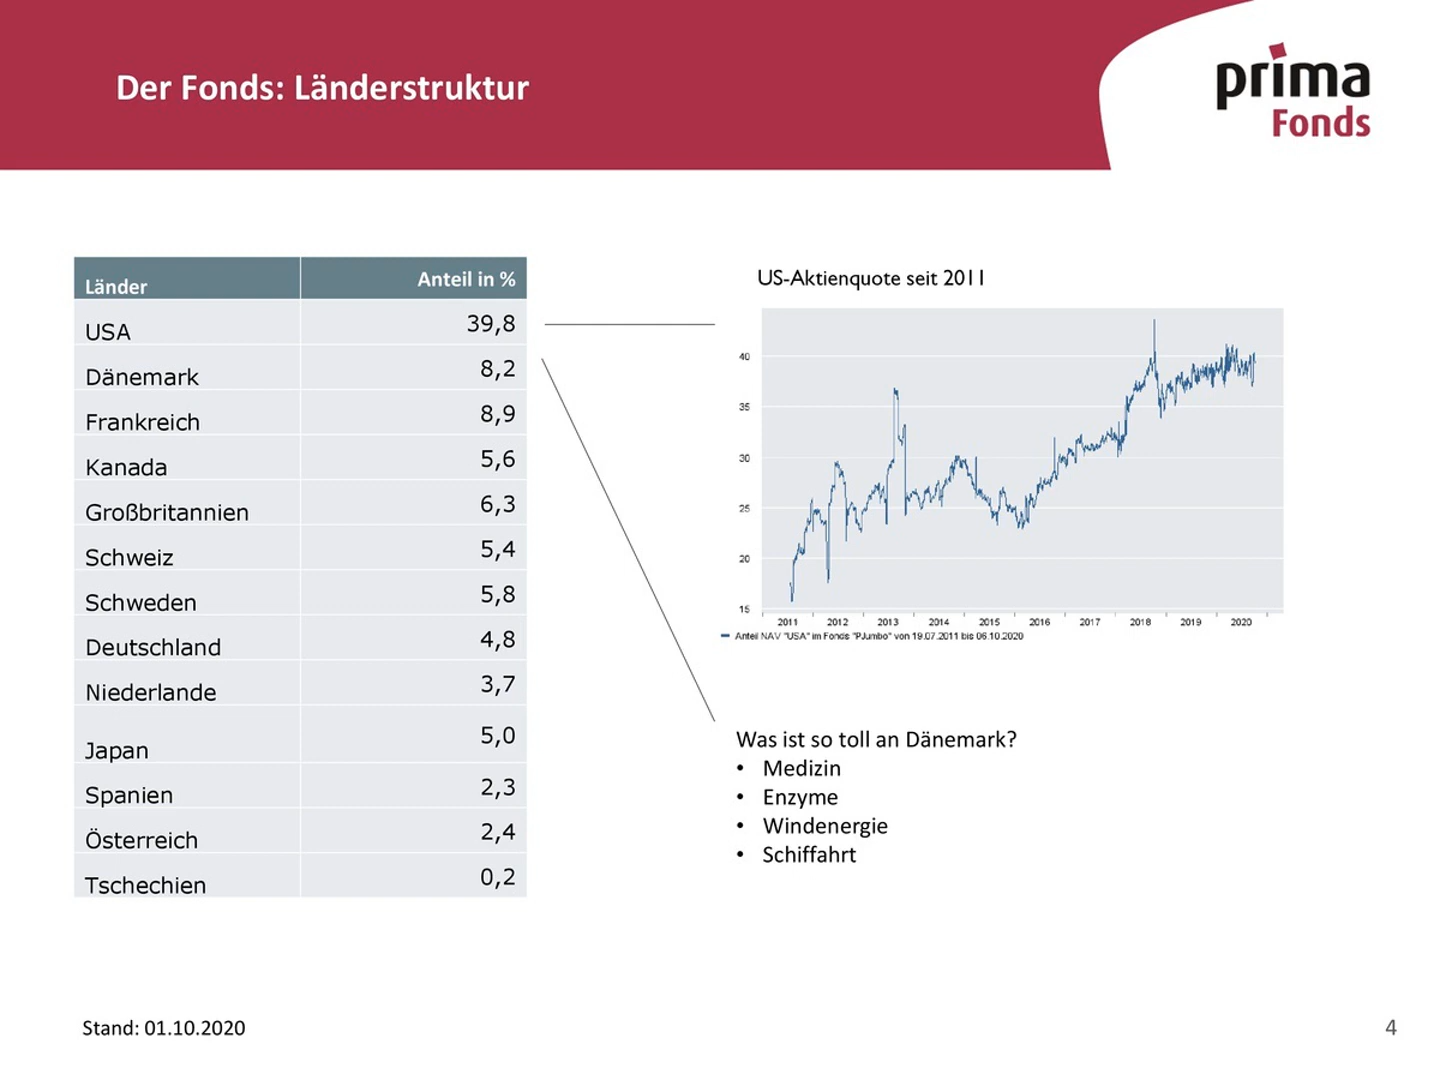 Der Fonds: Länderstruktur
prima
Fonds
Länder Anteil in %
USA 39,8
Dänemark 8,2
Frankreich 8,9
Kanada 5,6
Großbritannien 6,3
Schweiz 5,4
Schweden 5,8
Deutschland 4,8
Niederlande 3,7
Japan 5,0
Spanien 2,3
Österreich 2,4
Tschechien 0,2
US-Aktienquote seit 2011
40
35
30
25
20
15
2011 2012 2013 2014 2015 2016 2017 2018 2019 2020
Anteil NAV "USA" im Fonds "PJumbo" von 19.07.2011 bis 06.10.2020
Was ist so toll an Dänemark?
• Medizin
• Enzyme
• Windenergie
• Schiffahrt
Stand: 01.10.2020
4